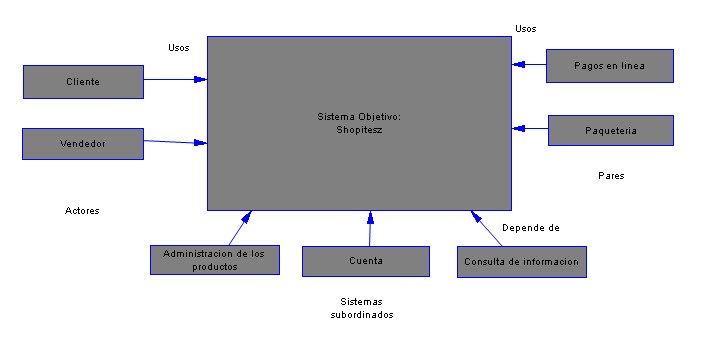 Usos
Usos
Cliente
Pagos en linea
Sistema Objetivo:
Shopitesz
Vendedor
Paqueteria
Pares
Actores
Depende de
Administracion de los
productos
Cuenta
Consulta de informacion
Sistemas
subordinados